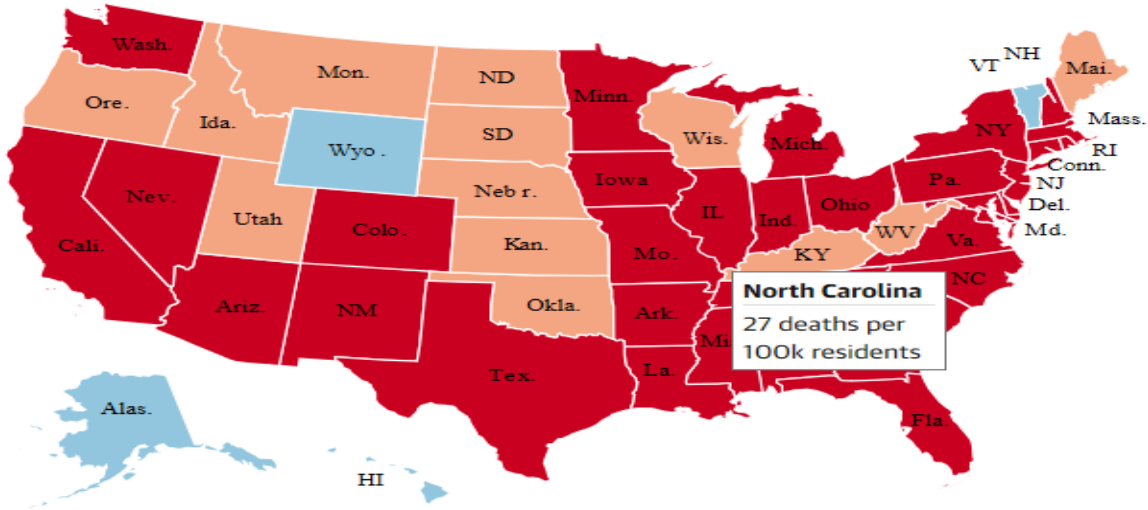 Wash.
Mon.
ND
Minn.
VT
NH
Mai.
Ore.
Ida.
SD
Wis.
Mass.
Wyo .
Mich.
NY
RI
Conn.
Neb r.
Iowa
Pa.
NJ
Nev.
Utah
Colo .
IL
Ind.
Ohio
Del.
Cali.
Kan.
Mo.
KY
WV
Va.
Md.
Ariz.
NM
Okla.
Ark.
NC
North Carolina
27 deaths per
100k residents
Mi
Tex.
La.
Alas.
Fla.
HI